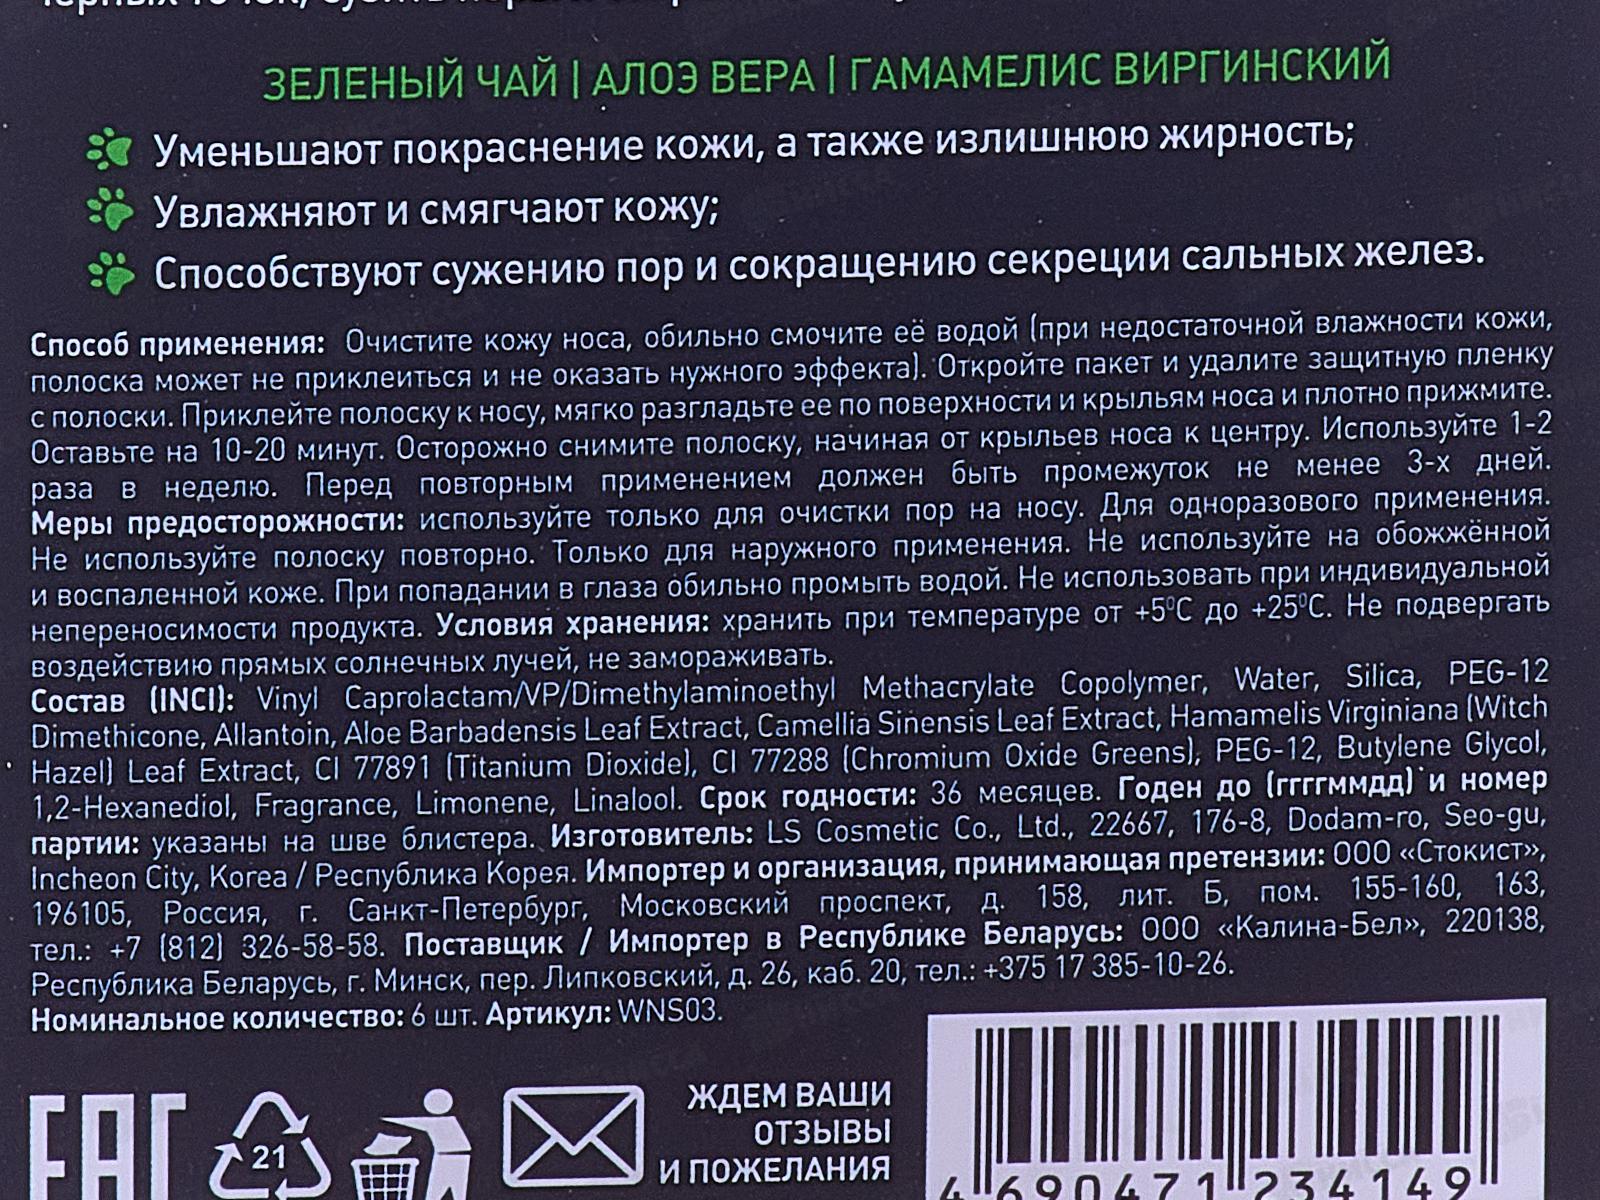 ЗЕЛЕНЫЙ ЧАЙ | АЛОЭ ВЕРА | ГАМАМЕЛИС ВИРГИНСКИЙ
Уменьшают покраснение кожи, а также излишнюю жирность;
Увлажняют и смягчают кожу;
Способствуют сужению пор и сокращению секреции сальных желез.
Способ применения: Очистите кожу носа, обильно смочите её водой (при недостаточной влажности кожи,
полоска может не приклеиться и не оказать нужного эффекта). Откройте пакет и удалите защитную пленку
с полоски. Приклейте полоску к носу, мягко разгладьте ее по поверхности и крыльям носа и плотно прижмите.
Оставьте на 10-20 минут. Осторожно снимите полоску, начиная от крыльев носа к центру. Используйте 1-2
раза в неделю. Перед повторным применением должен быть промежуток не менее 3-х дней.
Меры предосторожности: используйте только для очистки пор на носу. Для одноразового применения.
Не используйте полоску повторно. Только для наружного применения. Не используйте на обожжённой
и воспаленной коже. При попадании в глаза обильно промыть водой. Не использовать при индивидуальной
непереносимости продукта. Условия хранения: хранить при температуре от +5⁰С до +25⁰С. Не подвергать
воздействию прямых солнечных лучей, не замораживать.
Состав (INCI): Vinyl Caprolactam/VP/Dimethylaminoethyl Methacrylate Copolymer, Water, Silica, PEG-12
Dimethicone, Allantoin, Aloe Barbadensis Leaf Extract, Camellia Sinensis Leaf Extract, Hamamelis Virginiana (Witch
Hazel) Leaf Extract, CI 77891 (Titanium Dioxide), CI 77288 (Chromium Oxide Greens), PEG-12, Butylene Glycol,
1,2-Hexanediol, Fragrance, Limonene, Linalool. Срок годности: 36 месяцев. Годен до (ггггммдд) и номер
партии: указаны на шве блистера. Изготовитель: LS Cosmetic Co., Ltd., 22667, 176-8, Dodam-ro, Seo-gu,
Incheon City, Korea / Республика Корея. Импортер и организация, принимающая претензии: ООО «Стокист»,
196105, Россия, г. Санкт-Петербург, Московский проспект, д. 158, лит. Б, пом. 155-160, 163,
тел.: +7 (812) 326-58-58. Поставщик / Импортер в Республике Беларусь: ООО «Калина-Бел», 220138,
Республика Беларусь, г. Минск, пер. Липковский, д. 26, каб. 20, тел.: +375 17 385-10-26.
Номинальное количество: 6 шт. Артикул: WNS03.
ЖДЕМ ВАШИ
ОТЗЫВЫ
И ПОЖЕЛАНИЯ
EAC
21
4 690471 234149